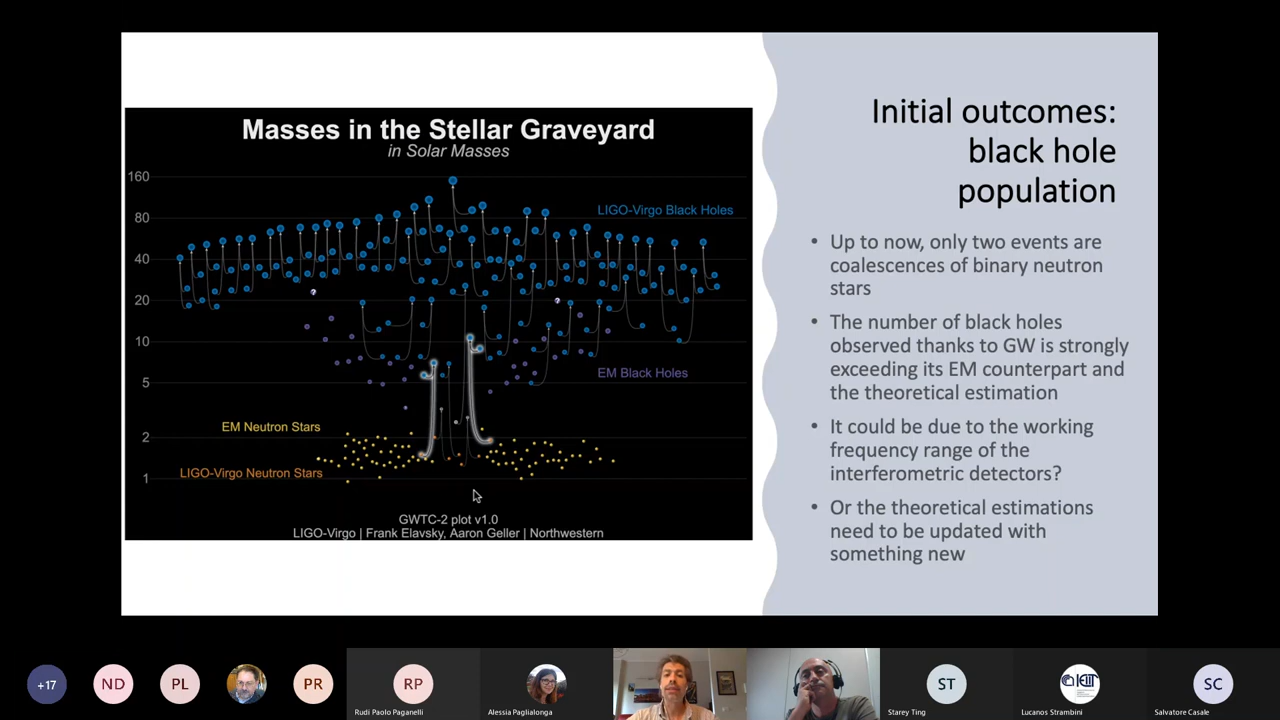 Masses in the Stellar Graveyard
in Solar Masses
160
80
40
20
10
5
2
1
LIGO-Virgo Black Holes
EM Black Holes
EM Neutron Stars
LIGO-Virgo Neutron Stars
GWTC-2 plot v1.0
LIGO-Virgo | Frank Elavsky, Aaron Geller | Northwestern
Initial outcomes:
black hole
population
• Up to now, only two events are
coalescences of binary neutron
stars
• The number of black holes
observed thanks to GW is strongly
exceeding its EM counterpart and
the theoretical estimation
• It could be due to the working
frequency range of the
interferometric detectors?
• Or the theoretical estimations
need to be updated with
something new
+17
ND
PL
PR
RP
Rudi Paolo Paganelli
Alessia Paglialonga
ST
Starey Ting
IEIIT
Lucanos Strambini
SC
Salvatore Casale